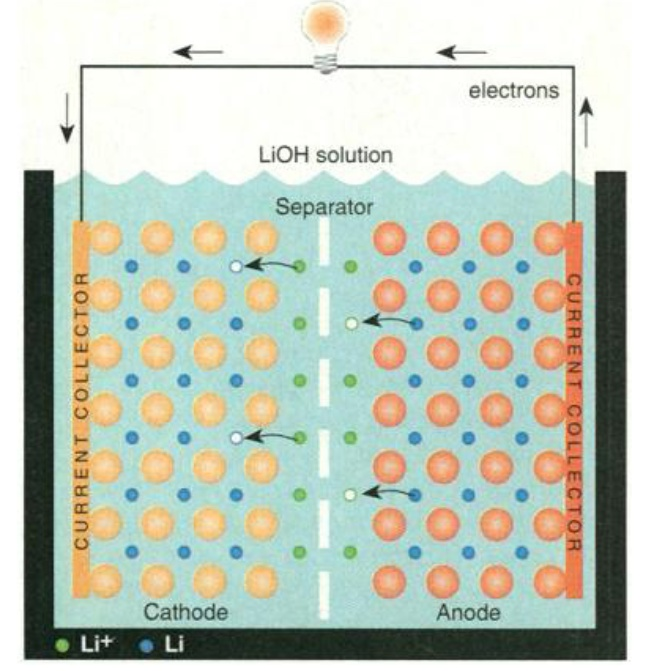 electrons
LiOH solution
Separator
CURRENT COLLECTOR
CURRENT COLLECTOR
Cathode
Anode
Li+
Li